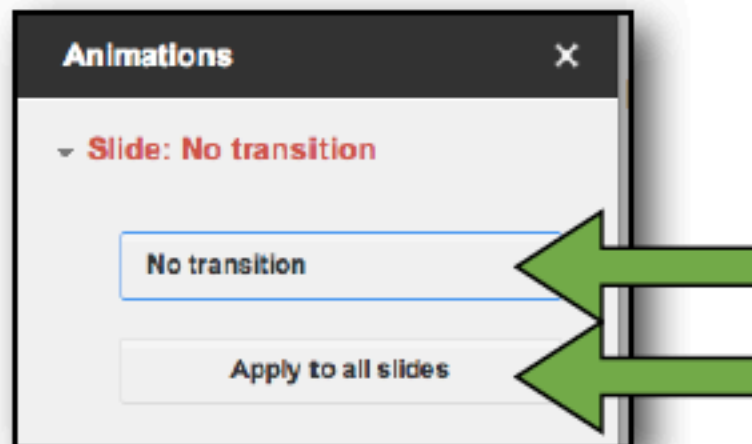 Animations
Slide: No transition
No transition
Apply to all slides